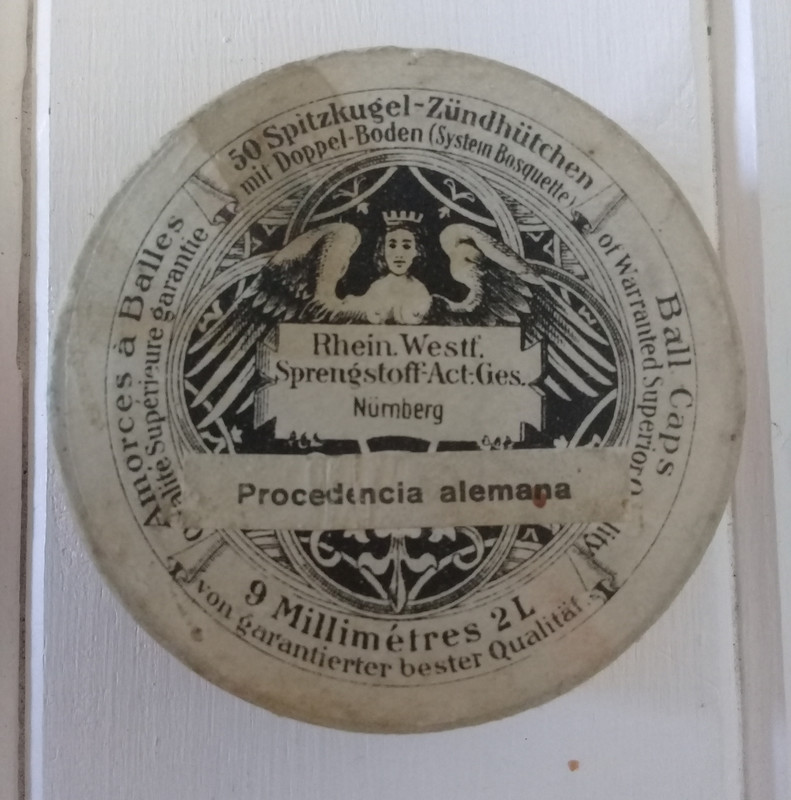 50 Spitzkugel-Zündhütchen
mit Doppel-Boden (System Bosquette)
Amorces à Balles
Qualité Supérieure garantie
Ball Caps
of Warranted Superior
Rhein. Westf.
Sprengstoff-Act.-Ges.
Nürnberg
Procedencia alemana
9 Millimétres 2 L
von garantierter bester Qualität